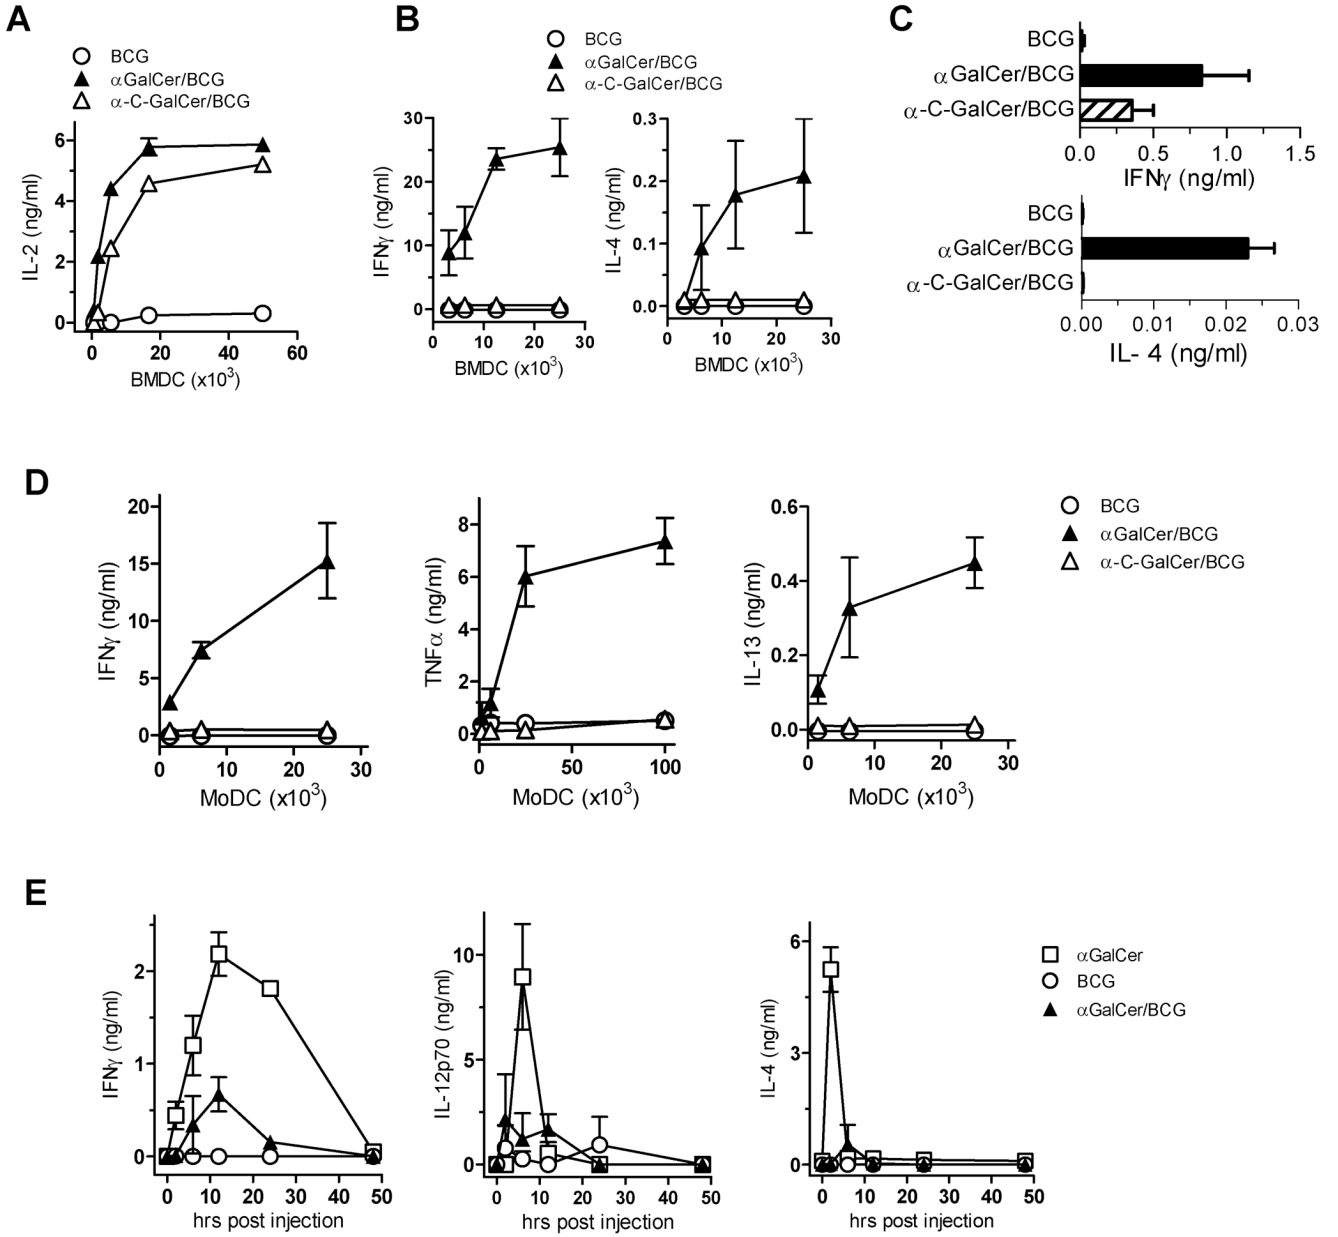 A
BCG
αGalCer/BCG
α-C-GalCer/BCG
6
4
2
0
IL-2 (ng/ml)
0 20 40 60
BMDC (x10³)
B
BCG
αGalCer/BCG
α-C-GalCer/BCG
30
20
10
0
IFNγ (ng/ml)
0 10 20 30
BMDC (x10³)
0.3
0.2
0.1
0.0
IL-4 (ng/ml)
0 10 20 30
BMDC (x10³)
C
BCG
αGalCer/BCG
α-C-GalCer/BCG
0.0 0.5 1.0 1.5
IFNγ (ng/ml)
BCG
αGalCer/BCG
α-C-GalCer/BCG
0.00 0.01 0.02 0.03
IL- 4 (ng/ml)
D
20
15
10
5
0
IFNγ (ng/ml)
0 10 20 30
MoDC (x10³)
8
6
4
2
0
TNFα (ng/ml)
0 50 100
MoDC (x10³)
0.6
0.4
0.2
0.0
IL-13 (ng/ml)
0 10 20 30
MoDC (x10³)
BCG
αGalCer/BCG
α-C-GalCer/BCG
E
2
1
0
IFNγ (ng/ml)
0 10 20 30 40 50
hrs post injection
10
5
0
IL-12p70 (ng/ml)
0 10 20 30 40 50
hrs post injection
6
3
0
IL-4 (ng/ml)
0 10 20 30 40 50
hrs post injection
αGalCer
BCG
αGalCer/BCG